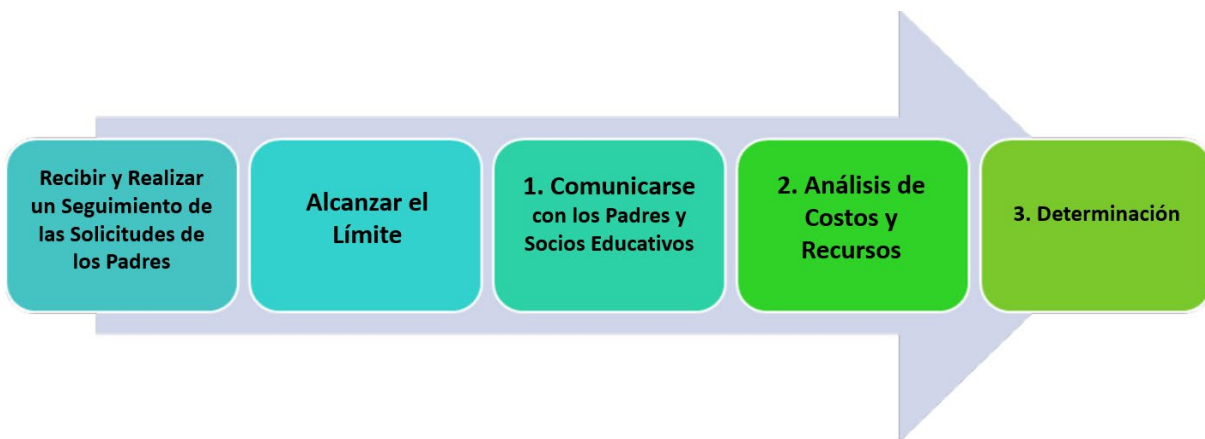 Recibir y Realizar
un Seguimiento de
las Solicitudes de
los Padres
Alcanzar el
Límite
1. Comunicarse
con los Padres y
Socios Educativos
2. Análisis de
Costos y
Recursos
3. Determinación